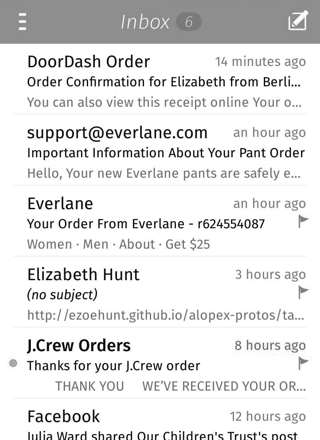 Inbox 6
DoorDash Order 14 minutes ago
Order Confirmation for Elizabeth from Berli...
You can also view this receipt online Your o...
support@everlane.com an hour ago
Important Information About Your Pant Order
Hello, Your new Everlane pants are safely e...
Everlane an hour ago
Your Order From Everlane - r624554087
Women · Men · About · Get $25
Elizabeth Hunt 3 hours ago
(no subject)
http://ezoehunt.github.io/alopex-protos/ta...
J.Crew Orders 8 hours ago
Thanks for your J.Crew order
THANK YOU WE'VE RECEIVED YOUR OR...
Facebook 12 hours ago
Julia Ward shared Our Children's Trust's post